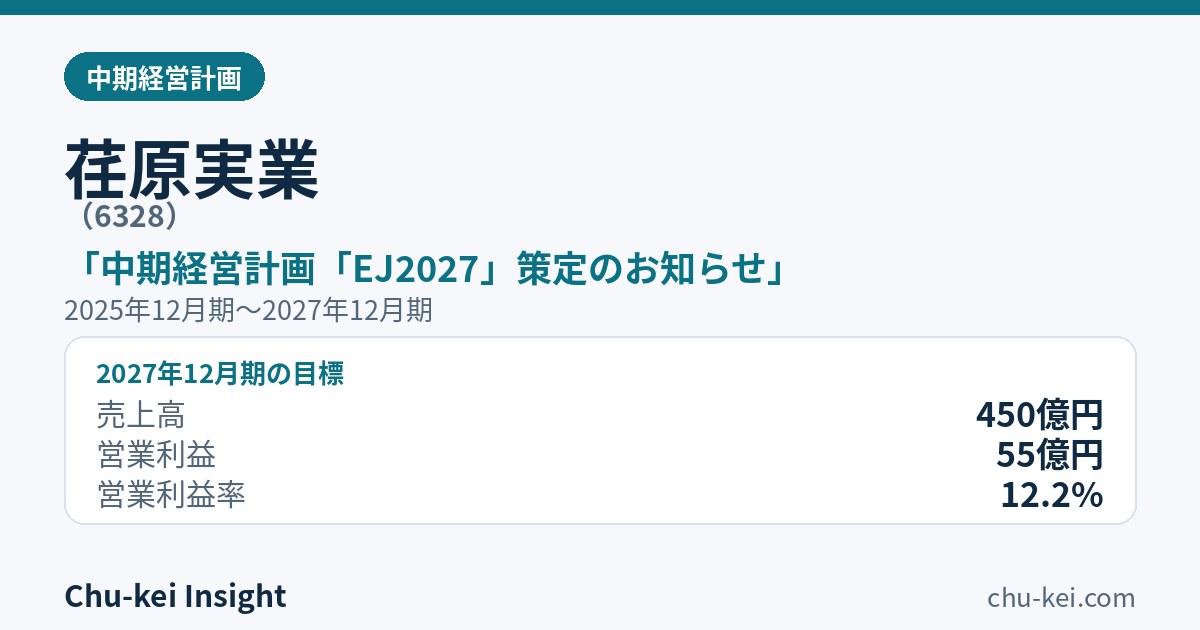 中期経営計画
荏原実業
（6328）
「中期経営計画「EJ2027」策定のお知らせ」
2025年12月期〜2027年12月期
2027年12月期の目標
売上高 450億円
営業利益 55億円
営業利益率 12.2%
Chu-kei Insight chu-kei.com